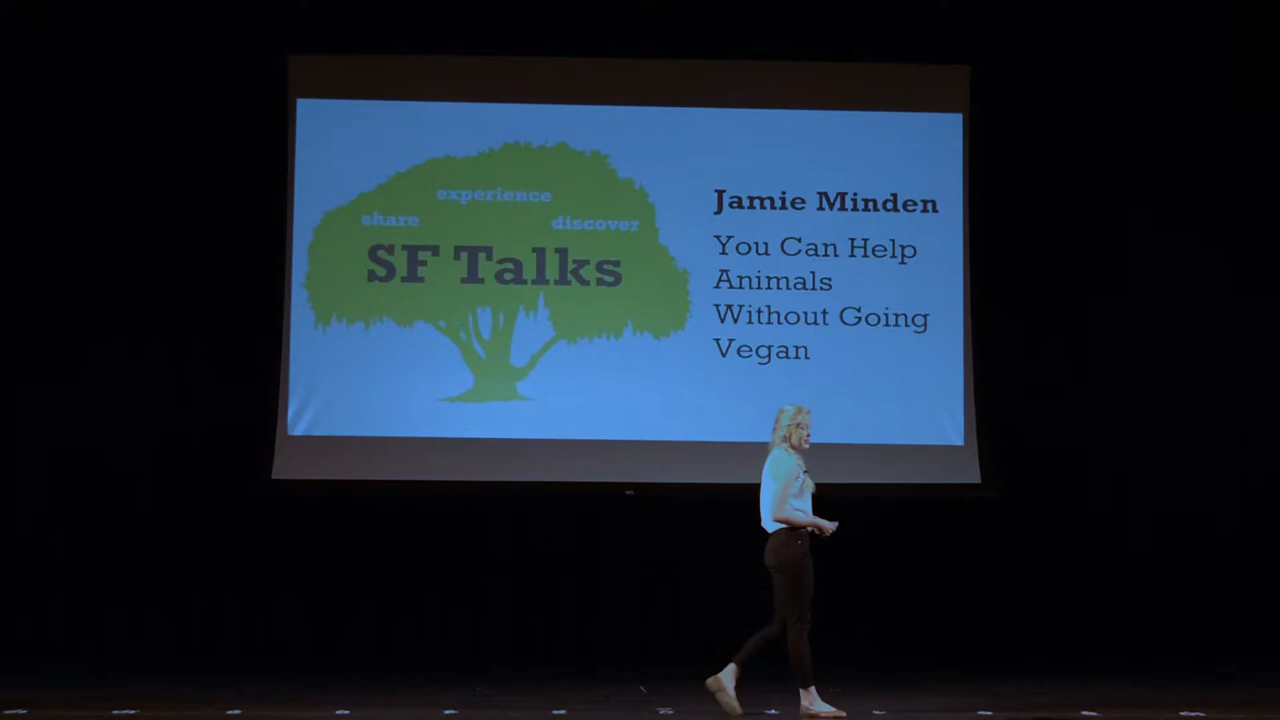 experience
share
discover
SF Talks
Jamie Minden
You Can Help
Animals
Without Going
Vegan